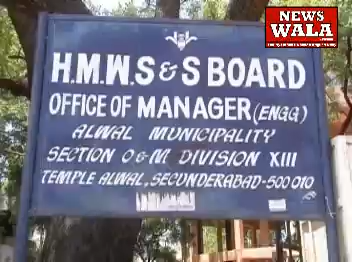 NEWS
WALA
H.M.W.S & S BOARD
OFFICE OF MANAGER (ENGG)
ALWAL MUNICIPALITY
SECTION O & M DIVISION XIII
TEMPLE ALWAL, SECUNDERABAD-500 010